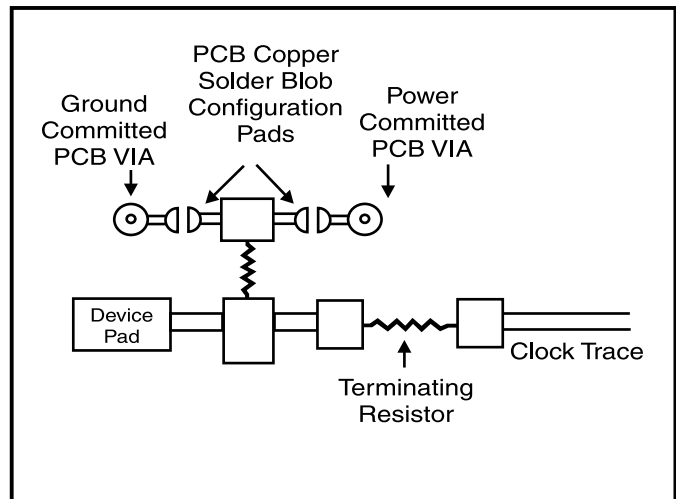 PCB Copper
Solder Blob
Configuration
Pads
Ground
Committed
PCB VIA
Power
Committed
PCB VIA
Device
Pad
Clock Trace
Terminating
Resistor